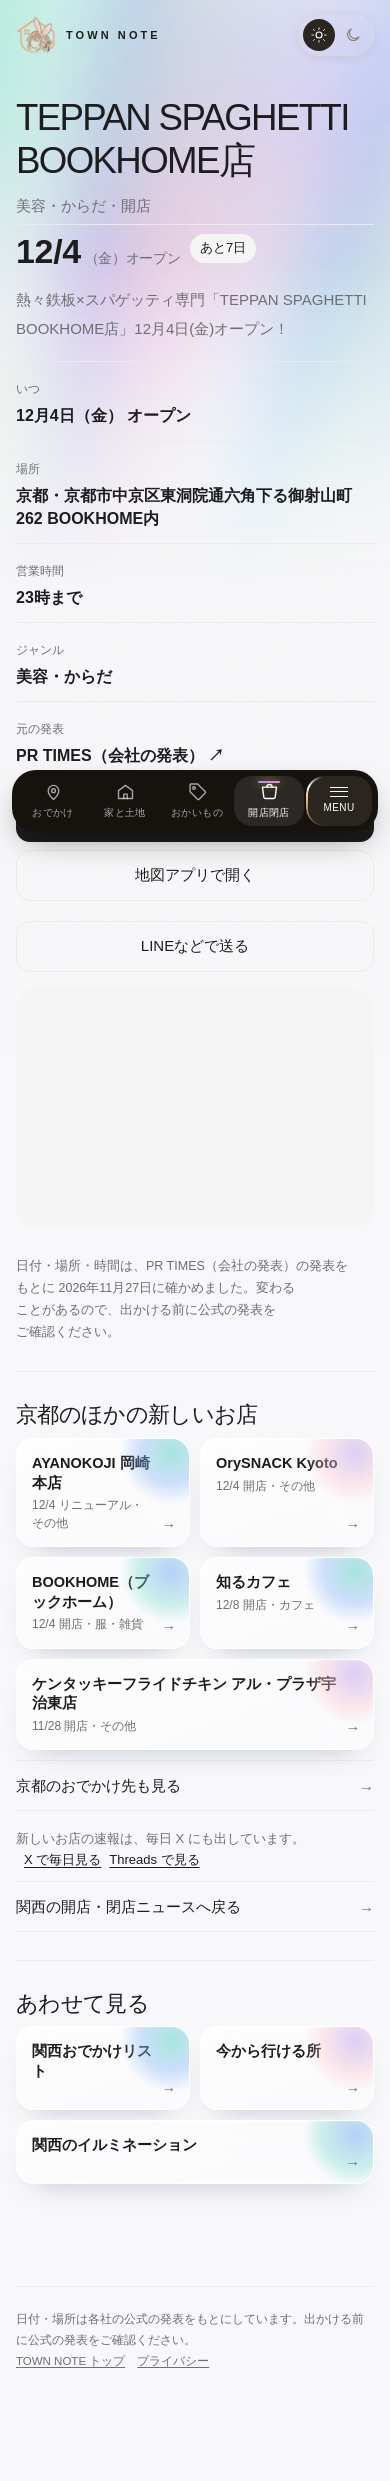 TOWN NOTE
TEPPAN SPAGHETTI
BOOKHOME店
美容・からだ・開店
12/4 （金）オープン あと7日
熱々鉄板×スパゲッティ専門「TEPPAN SPAGHETTI
BOOKHOME店」12月4日(金)オープン！
いつ
12月4日（金） オープン
場所
京都・京都市中京区東洞院通六角下る御射山町
262 BOOKHOME内
営業時間
23時まで
ジャンル
美容・からだ
元の発表
PR TIMES（会社の発表） ↗
おでかけ
家と土地
おかいもの
開店閉店
MENU
地図アプリで開く
LINEなどで送る
日付・場所・時間は、PR TIMES（会社の発表）の発表を
もとに 2026年11月27日に確かめました。変わる
ことがあるので、出かける前に公式の発表を
ご確認ください。
京都のほかの新しいお店
AYANOKOJI 岡崎
本店
12/4 リニューアル・
その他
→
OrySNACK Kyoto
12/4 開店・その他
→
BOOKHOME（ブ
ックホーム）
12/4 開店・服・雑貨
→
知るカフェ
12/8 開店・カフェ
→
ケンタッキーフライドチキン アル・プラザ宇
治東店
11/28 開店・その他
→
京都のおでかけ先も見る →
新しいお店の速報は、毎日 X にも出しています。
X で毎日見る Threads で見る
関西の開店・閉店ニュースへ戻る →
あわせて見る
関西おでかけリス
ト
→
今から行ける所
→
関西のイルミネーション
→
日付・場所は各社の公式の発表をもとにしています。出かける前
に公式の発表をご確認ください。
TOWN NOTE トップ プライバシー